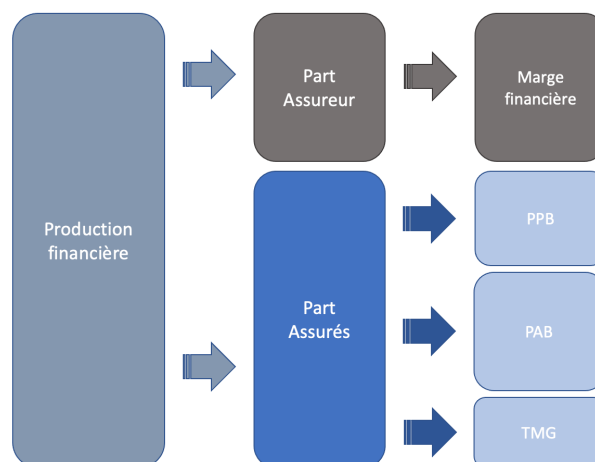 Production
financière
Part
Assureur
Marge
financière
Part
Assurés
PPB
PAB
TMG